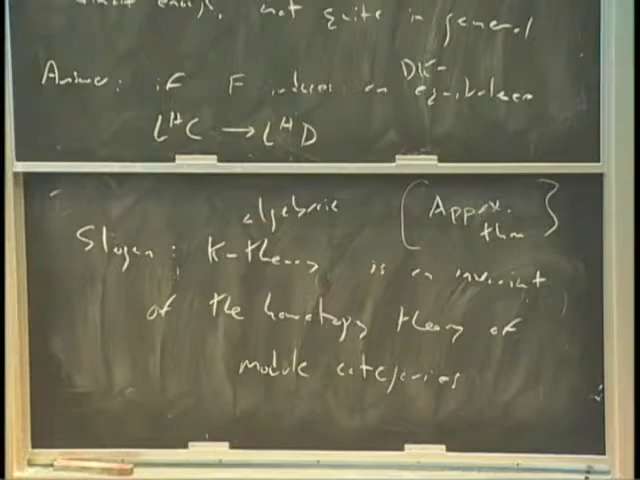 not quite in general
Answer: if F induces an DK-equivalence
L^H C → L^H D
algebraic [Approx. thm]
Slogan: K-theory is an invariant
of the homotopy theory of
module categories